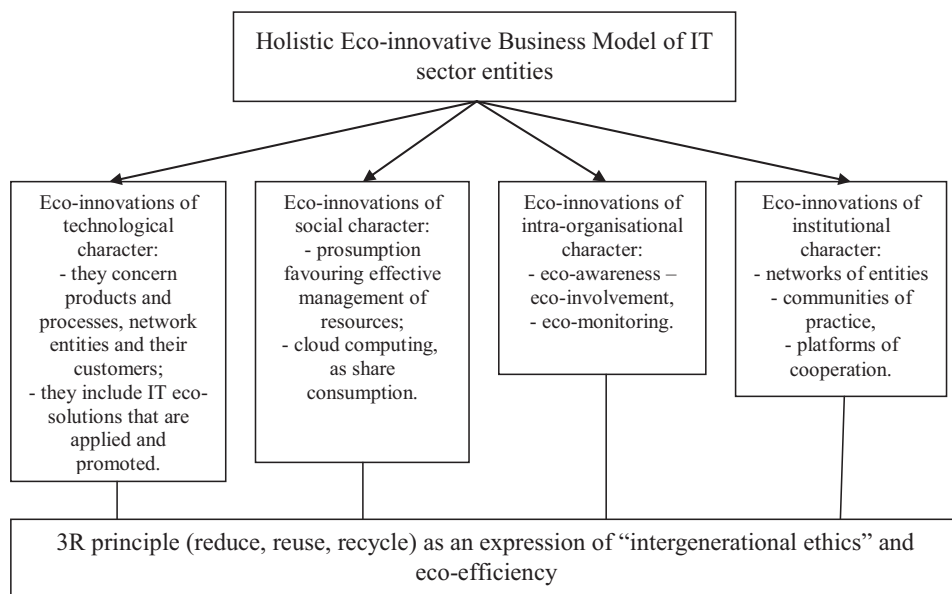 Holistic Eco-innovative Business Model of IT
sector entities
Eco-innovations of
technological
character:
- they concern
products and
processes, network
entities and their
customers;
- they include IT eco-
solutions that are
applied and
promoted.
Eco-innovations of
social character:
- prosumption
favouring effective
management of
resources;
- cloud computing,
as share
consumption.
Eco-innovations of
intra-organisational
character:
- eco-awareness –
eco-involvement,
- eco-monitoring.
Eco-innovations of
institutional
character:
- networks of entities
- communities of
practice,
- platforms of
cooperation.
3R principle (reduce, reuse, recycle) as an expression of “intergenerational ethics” and
eco-efficiency